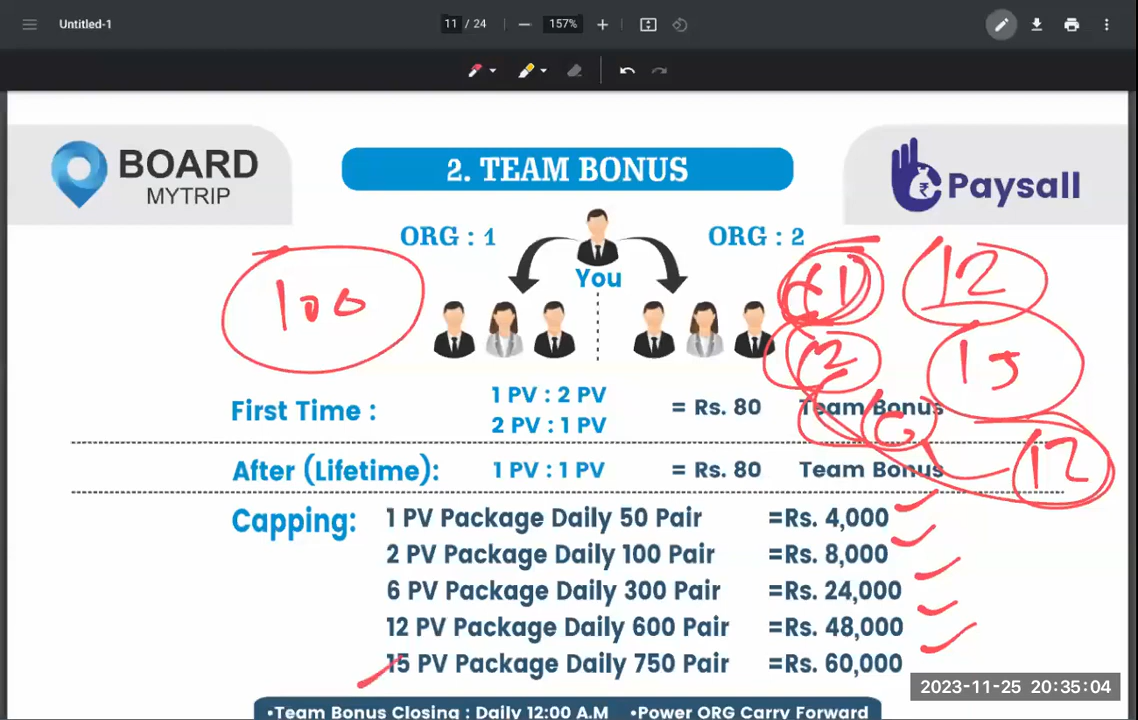 Untitled-1
11 / 24
157%
BOARD
MYTRIP
2. TEAM BONUS
Paysall
ORG : 1
ORG : 2
You
100
12
12
15
12
First Time :
1 PV : 2 PV
2 PV : 1 PV
= Rs. 80
Team Bonus
After (Lifetime):
1 PV : 1 PV
= Rs. 80
Team Bonus
Capping:
1 PV Package Daily 50 Pair =Rs. 4,000
2 PV Package Daily 100 Pair =Rs. 8,000
6 PV Package Daily 300 Pair =Rs. 24,000
12 PV Package Daily 600 Pair =Rs. 48,000
15 PV Package Daily 750 Pair =Rs. 60,000
2023-11-25 20:35:04
•Team Bonus Closing : Daily 12:00 A.M •Power ORG Carry Forward